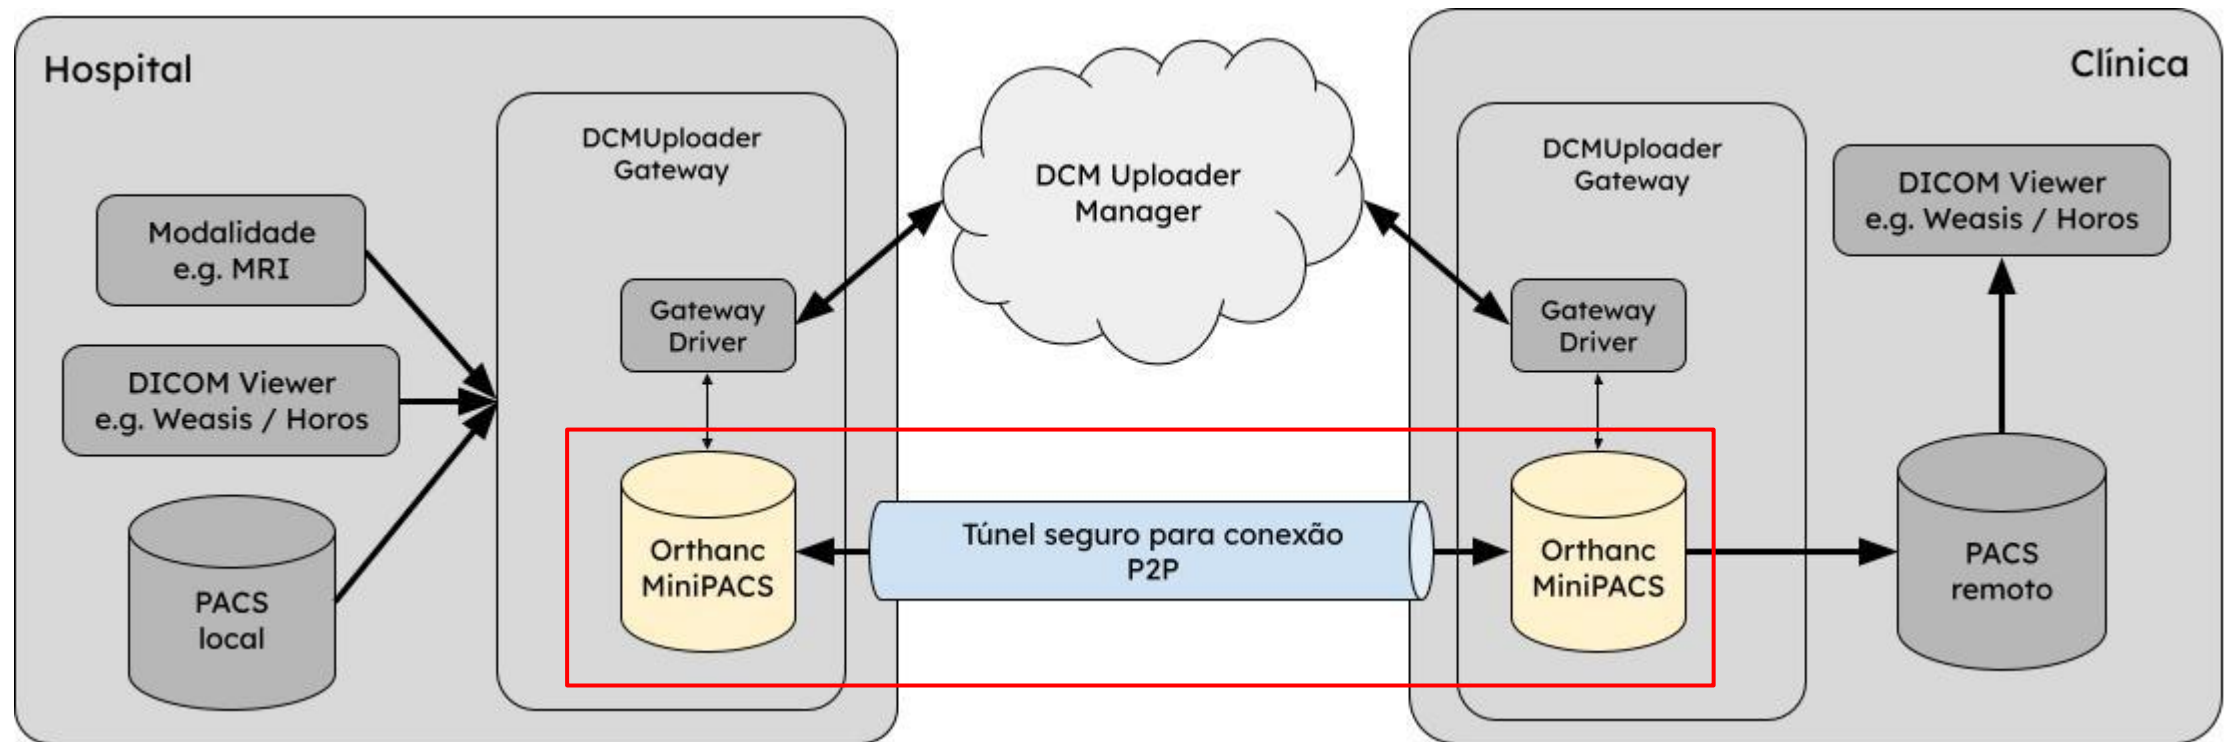 Hospital
DCMUploader
Gateway
Modalidade
e.g. MRI
DICOM Viewer
e.g. Weasis / Horos
PACS
local
Gateway
Driver
Orthanc
MiniPACS
DCM Uploader
Manager
Túnel seguro para conexão
P2P
Clínica
DCMUploader
Gateway
Gateway
Driver
Orthanc
MiniPACS
DICOM Viewer
e.g. Weasis / Horos
PACS
remoto